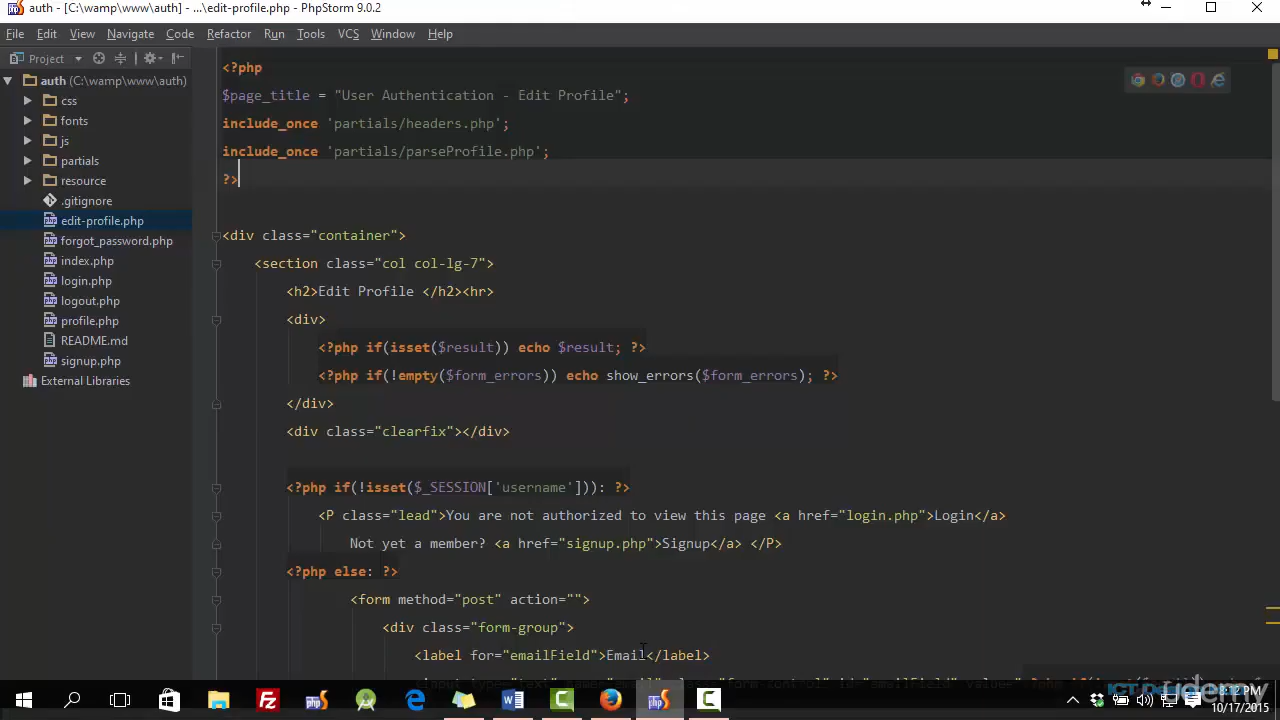 auth - [C:\wamp\www\auth] - ...\edit-profile.php - PhpStorm 9.0.2
File Edit View Navigate Code Refactor Run Tools VCS Window Help
Project
auth (C:\wamp\www\auth)
css
fonts
js
partials
resource
.gitignore
edit-profile.php
forgot_password.php
index.php
login.php
logout.php
profile.php
README.md
signup.php
External Libraries
<?php
$page_title = "User Authentication - Edit Profile";
include_once 'partials/headers.php';
include_once 'partials/parseProfile.php';
?>
<div class="container">
<section class="col col-lg-7">
<h2>Edit Profile </h2><hr>
<div>
<?php if(isset($result)) echo $result; ?>
<?php if(!empty($form_errors)) echo show_errors($form_errors); ?>
</div>
<div class="clearfix"></div>
<?php if(!isset($_SESSION['username'])): ?>
<P class="lead">You are not authorized to view this page <a href="login.php">Login</a>
Not yet a member? <a href="signup.php">Signup</a> </P>
<?php else: ?>
<form method="post" action="">
<div class="form-group">
<label for="emailField">Email</label>
udemy
8:12 PM
10/17/2015